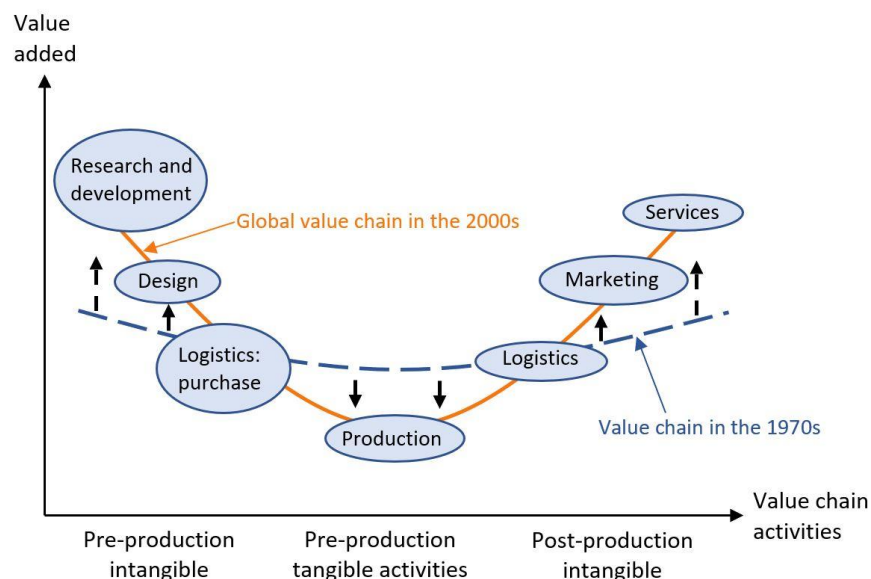 Value
added
Research and
development
Global value chain in the 2000s
Services
Design
Marketing
Logistics:
purchase
Logistics
Production
Value chain in the 1970s
Value chain
activities
Pre-production
intangible
Pre-production
tangible activities
Post-production
intangible